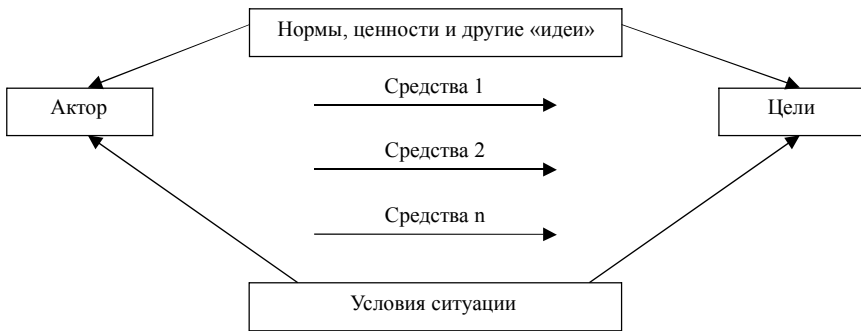 Нормы, ценности и другие «идеи»
Средства 1
Актор
Цели
Средства 2
Средства n
Условия ситуации